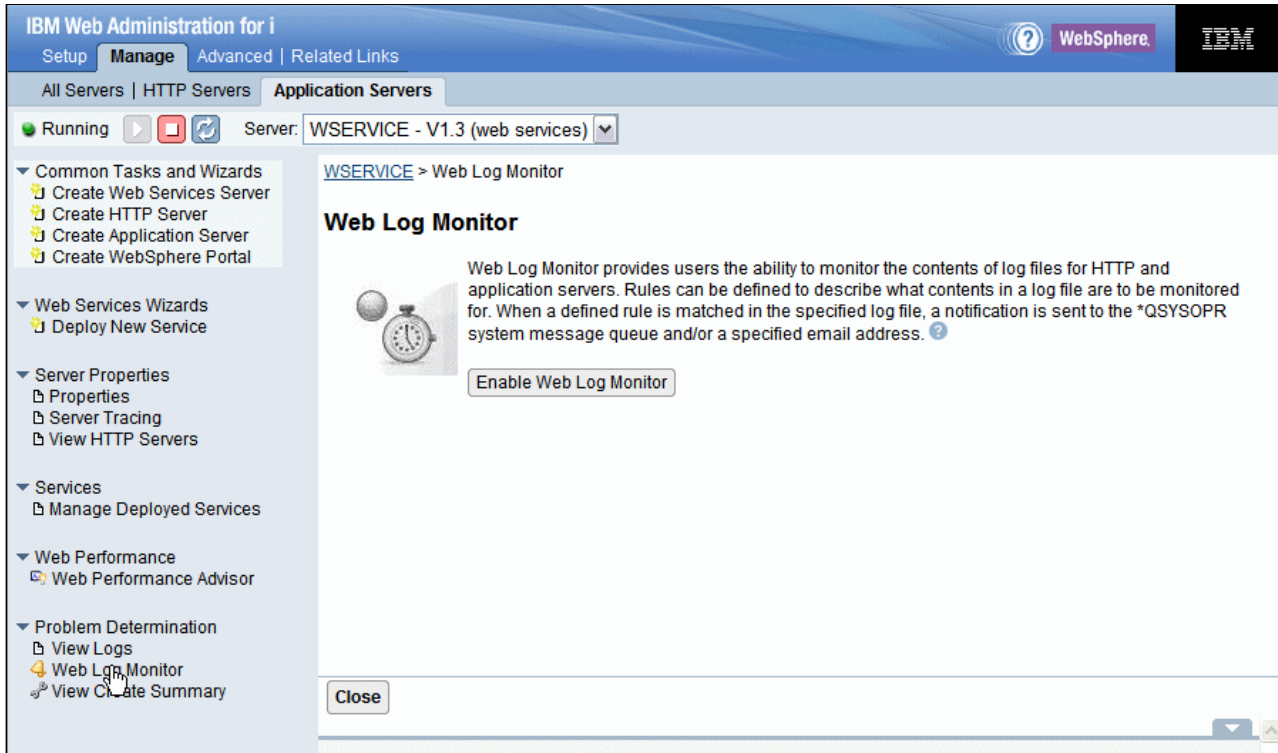 IBM Web Administration for i
Setup Manage Advanced | Related Links
? WebSphere. IBM
All Servers | HTTP Servers Application Servers
Running Server: WSERVICE - V1.3 (web services)
Common Tasks and Wizards
Create Web Services Server
Create HTTP Server
Create Application Server
Create WebSphere Portal
Web Services Wizards
Deploy New Service
Server Properties
Properties
Server Tracing
View HTTP Servers
Services
Manage Deployed Services
Web Performance
Web Performance Advisor
Problem Determination
View Logs
Web Log Monitor
View Create Summary
WSERVICE > Web Log Monitor
Web Log Monitor
Web Log Monitor provides users the ability to monitor the contents of log files for HTTP and
application servers. Rules can be defined to describe what contents in a log file are to be monitored
for. When a defined rule is matched in the specified log file, a notification is sent to the *QSYSOPR
system message queue and/or a specified email address. ?
Enable Web Log Monitor
Close